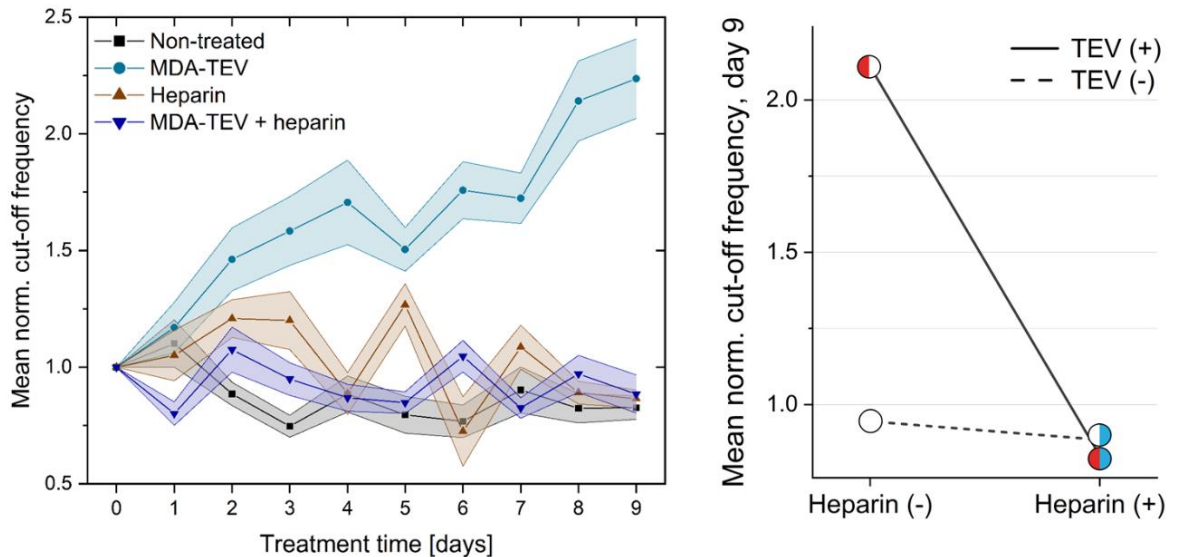 Mean norm. cut-off frequency
2.5
2.0
1.5
1.0
0.5
Non-treated
MDA-TEV
Heparin
MDA-TEV + heparin
0 1 2 3 4 5 6 7 8 9
Treatment time [days]
Mean norm. cut-off frequency, day 9
2.0
1.5
1.0
TEV (+)
TEV (-)
Heparin (-) Heparin (+)